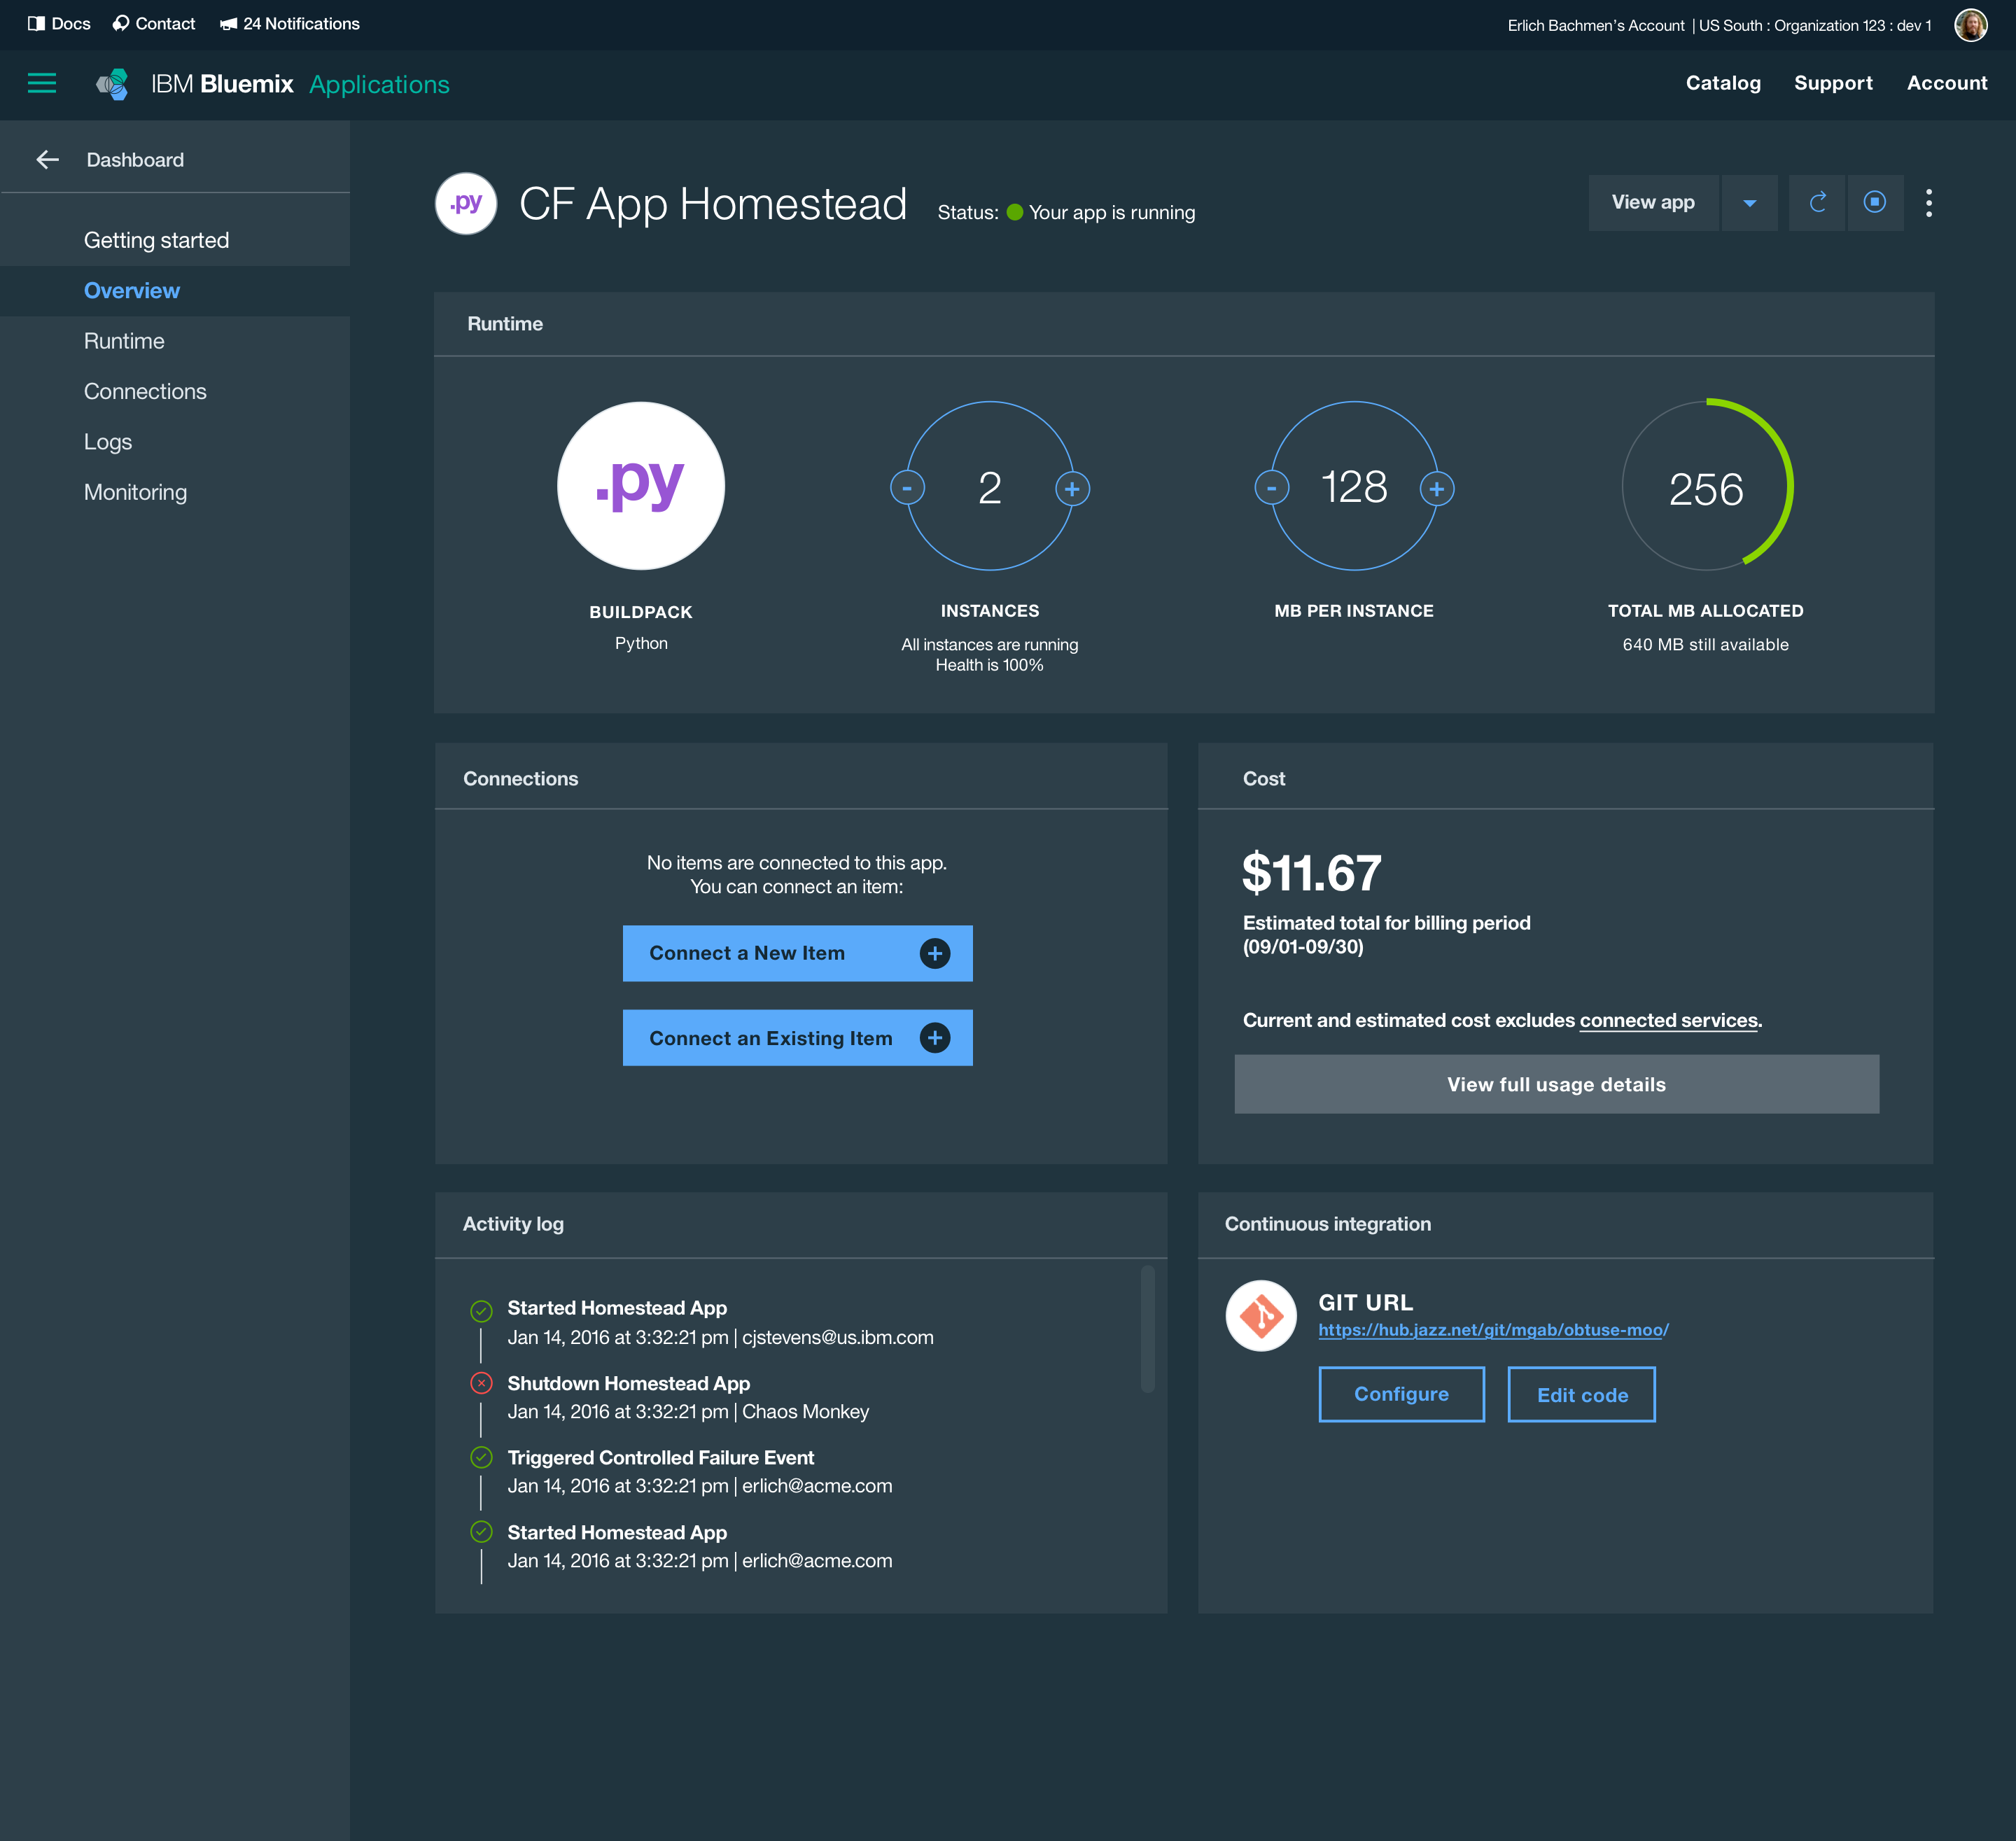 Docs Contact 24 Notifications
Erlich Bachmen's Account | US South : Organization 123 : dev 1
IBM Bluemix Applications
Catalog Support Account
Dashboard
Getting started
Overview
Runtime
Connections
Logs
Monitoring
.py CF App Homestead Status: Your app is running
View app
Runtime
.py
- 2 +
- 128 +
256
BUILDPACK
Python
INSTANCES
All instances are running
Health is 100%
MB PER INSTANCE
TOTAL MB ALLOCATED
640 MB still available
Connections
No items are connected to this app.
You can connect an item:
Connect a New Item +
Connect an Existing Item +
Cost
$11.67
Estimated total for billing period
(09/01-09/30)
Current and estimated cost excludes connected services.
View full usage details
Activity log
Started Homestead App
Jan 14, 2016 at 3:32:21 pm | cjstevens@us.ibm.com
Shutdown Homestead App
Jan 14, 2016 at 3:32:21 pm | Chaos Monkey
Triggered Controlled Failure Event
Jan 14, 2016 at 3:32:21 pm | erlich@acme.com
Started Homestead App
Jan 14, 2016 at 3:32:21 pm | erlich@acme.com
Continuous integration
GIT URL
https://hub.jazz.net/git/mgab/obtuse-moo/
Configure
Edit code